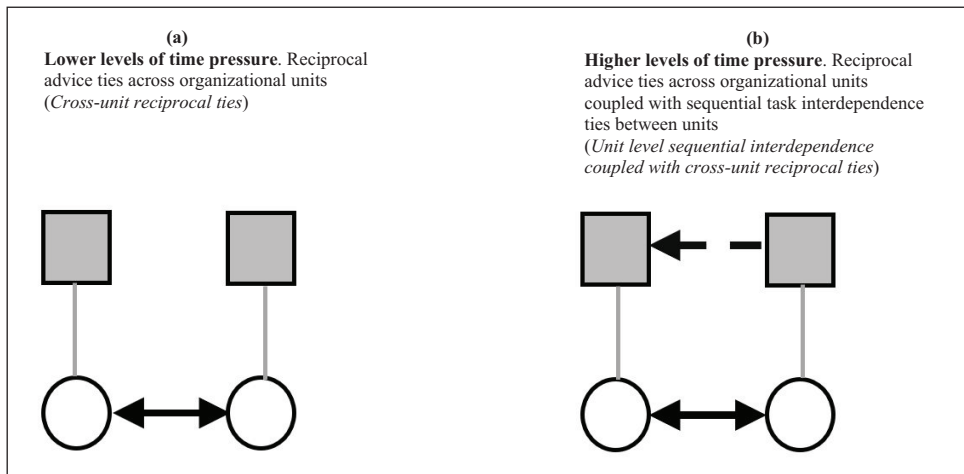 (a)
Lower levels of time pressure. Reciprocal
advice ties across organizational units
(Cross-unit reciprocal ties)
(b)
Higher levels of time pressure. Reciprocal
advice ties across organizational units
coupled with sequential task interdependence
ties between units
(Unit level sequential interdependence
coupled with cross-unit reciprocal ties)